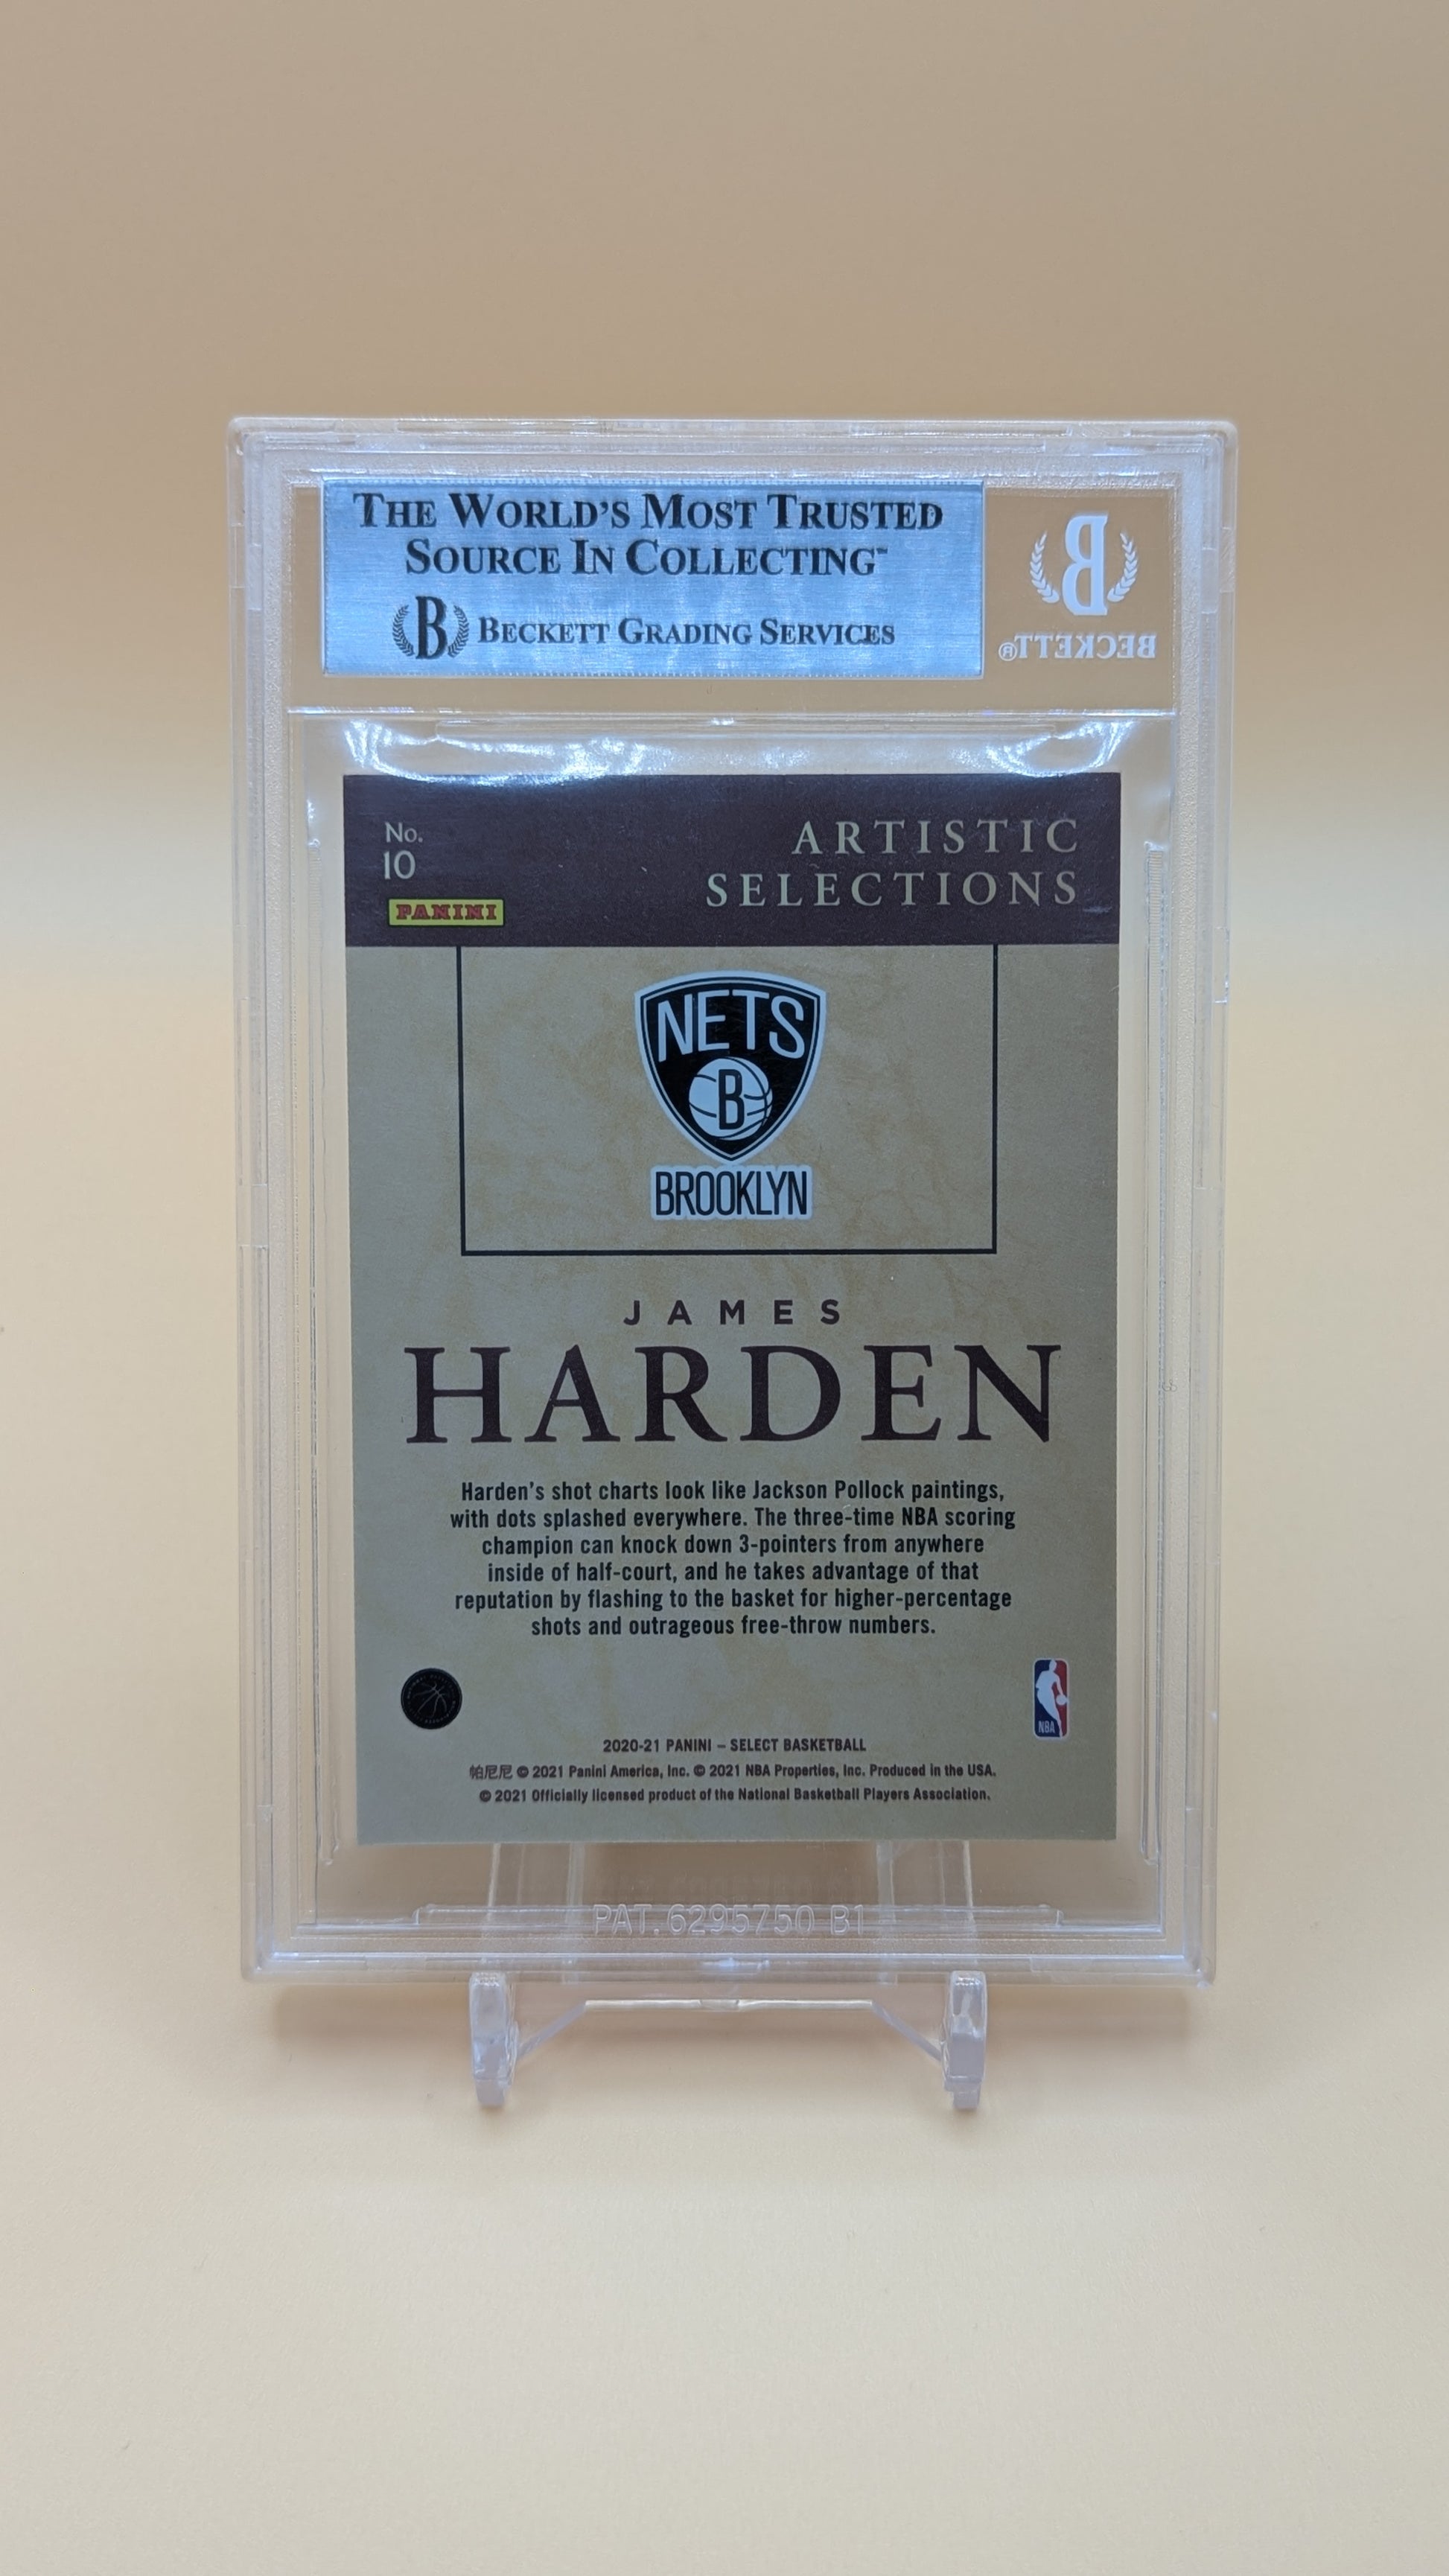 THE WORLD'S MOST TRUSTED
SOURCE IN COLLECTING™
B BECKETT GRADING SERVICES
B
BECKETT®
No.
10
PANINI
ARTISTIC
SELECTIONS
NETS
B
BROOKLYN
JAMES
HARDEN
Harden's shot charts look like Jackson Pollock paintings,
with dots splashed everywhere. The three-time NBA scoring
champion can knock down 3-pointers from anywhere
inside of half-court, and he takes advantage of that
reputation by flashing to the basket for higher-percentage
shots and outrageous free-throw numbers.
NBA
2020-21 PANINI – SELECT BASKETBALL
帕尼尼 © 2021 Panini America, Inc. © 2021 NBA Properties, Inc. Produced in the USA.
© 2021 Officially licensed product of the National Basketball Players Association.
PAT. 6295750 B1